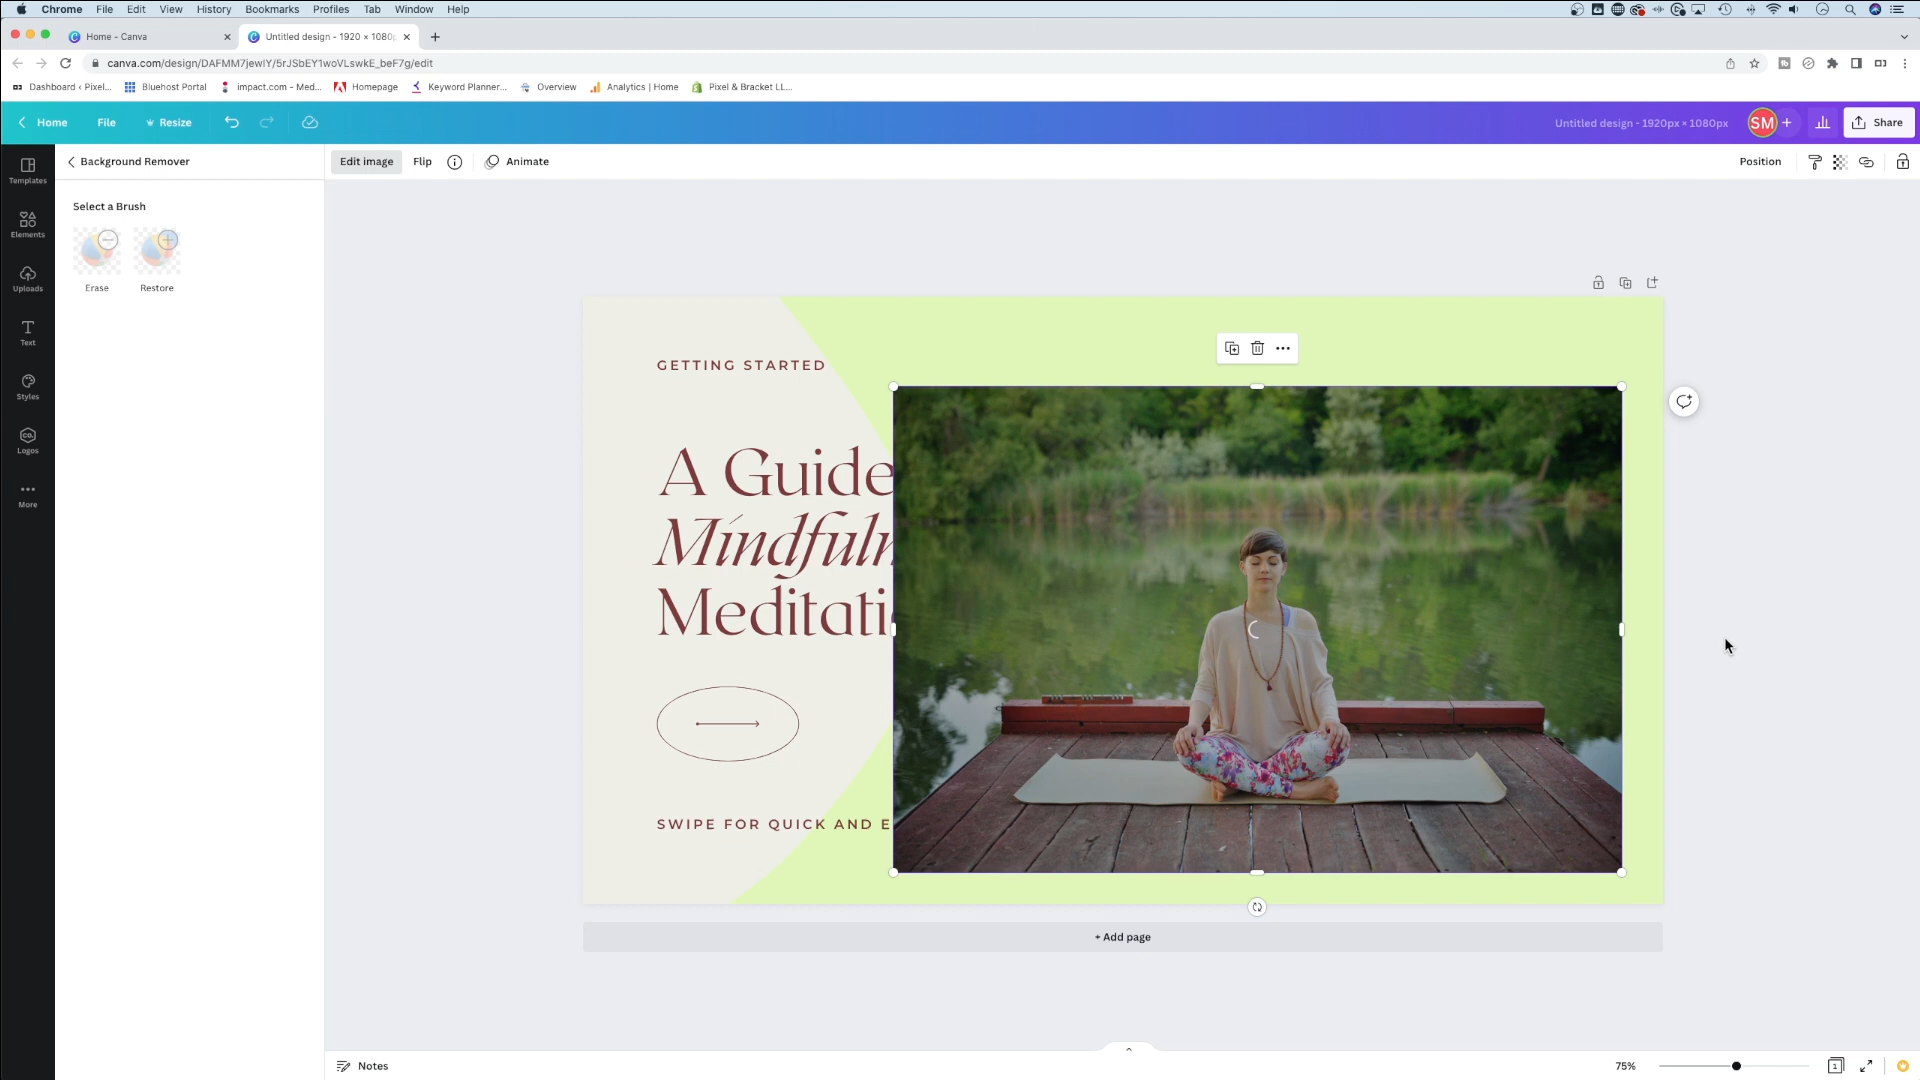 Chrome File Edit View History Bookmarks Profiles Tab Window Help
Home - Canva
Untitled design - 1920 × 1080p
canva.com/design/DAFMM7jewIY/5rJSbEY1woVLswkE_beF7g/edit
Dashboard ‹ Pixel... Bluehost Portal impact.com - Med... Homepage Keyword Planner... Overview Analytics | Home Pixel & Bracket LL...
Home File Resize Untitled design - 1920px × 1080px SM + Share
Background Remover
Edit image Flip Animate Position
Select a Brush
Erase Restore
Templates
Elements
Uploads
Text
Styles
CO.
Logos
More
GETTING STARTED
A Guide
Mindfuln
Meditati
SWIPE FOR QUICK AND E
+ Add page
Notes 75% 1